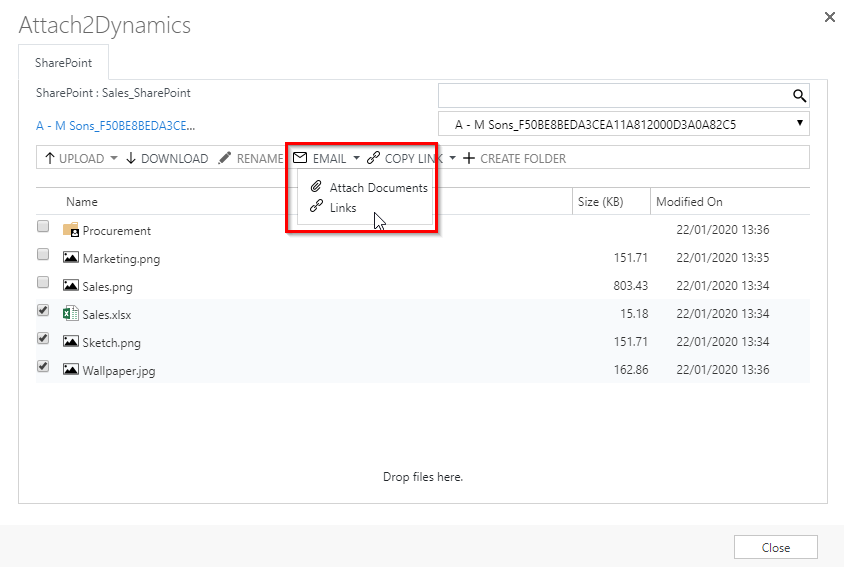 Attach2Dynamics
SharePoint
SharePoint : Sales_SharePoint
A - M Sons_F50BE8BEDA3CE...
A - M Sons_F50BE8BEDA3CEA11A812000D3A0A82C5
UPLOAD DOWNLOAD RENAME EMAIL COPY LINK CREATE FOLDER
Attach Documents
Links
Name Size (KB) Modified On
Procurement 22/01/2020 13:36
Marketing.png 151.71 22/01/2020 13:35
Sales.png 803.43 22/01/2020 13:34
Sales.xlsx 15.18 22/01/2020 13:34
Sketch.png 151.71 22/01/2020 13:34
Wallpaper.jpg 162.86 22/01/2020 13:36
Drop files here.
Close